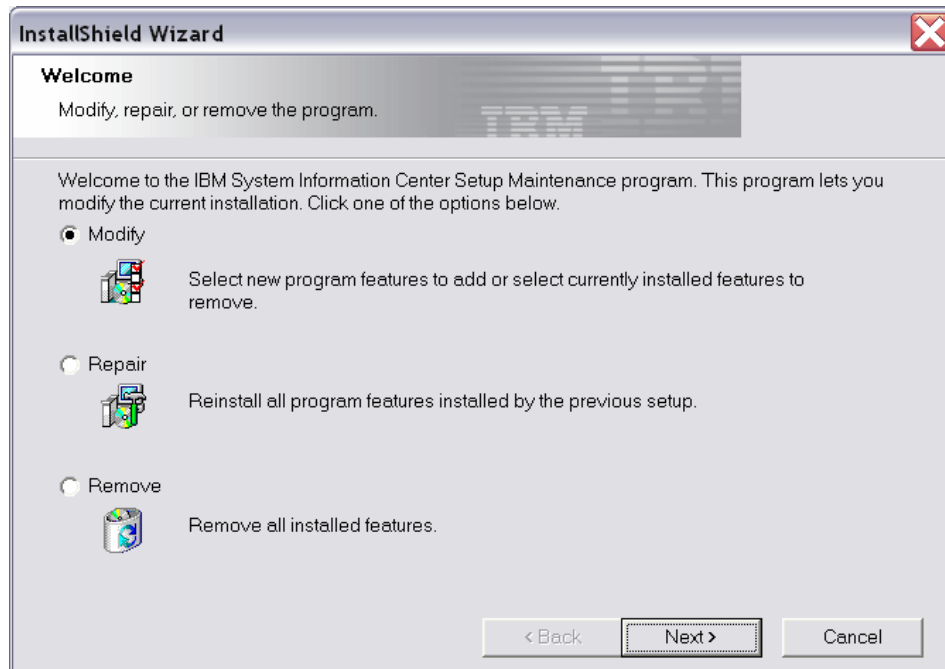 InstallShield Wizard
Welcome
Modify, repair, or remove the program.
IBM
Welcome to the IBM System Information Center Setup Maintenance program. This program lets you
modify the current installation. Click one of the options below.
Modify
Select new program features to add or select currently installed features to
remove.
Repair
Reinstall all program features installed by the previous setup.
Remove
Remove all installed features.
< Back
Next >
Cancel